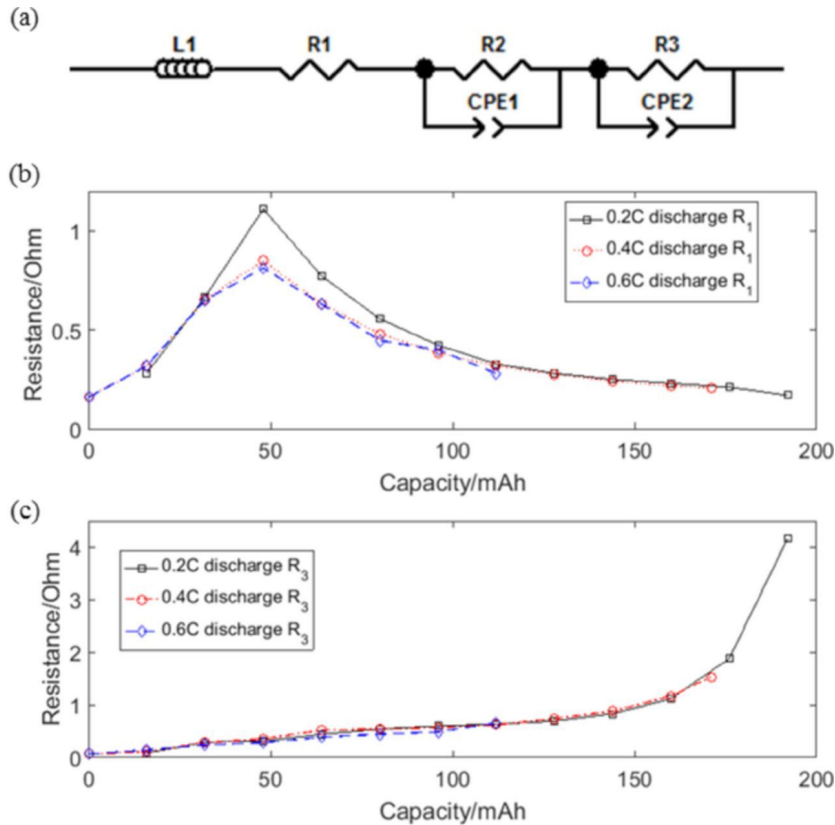 (a)
L1 R1 R2 R3
CPE1 CPE2
(b)
1
0.5
0
Resistance/Ohm
0.2C discharge R1
0.4C discharge R1
0.6C discharge R1
0 50 100 150 200
Capacity/mAh
(c)
4
3
2
1
0
Resistance/Ohm
0.2C discharge R3
0.4C discharge R3
0.6C discharge R3
0 50 100 150 200
Capacity/mAh